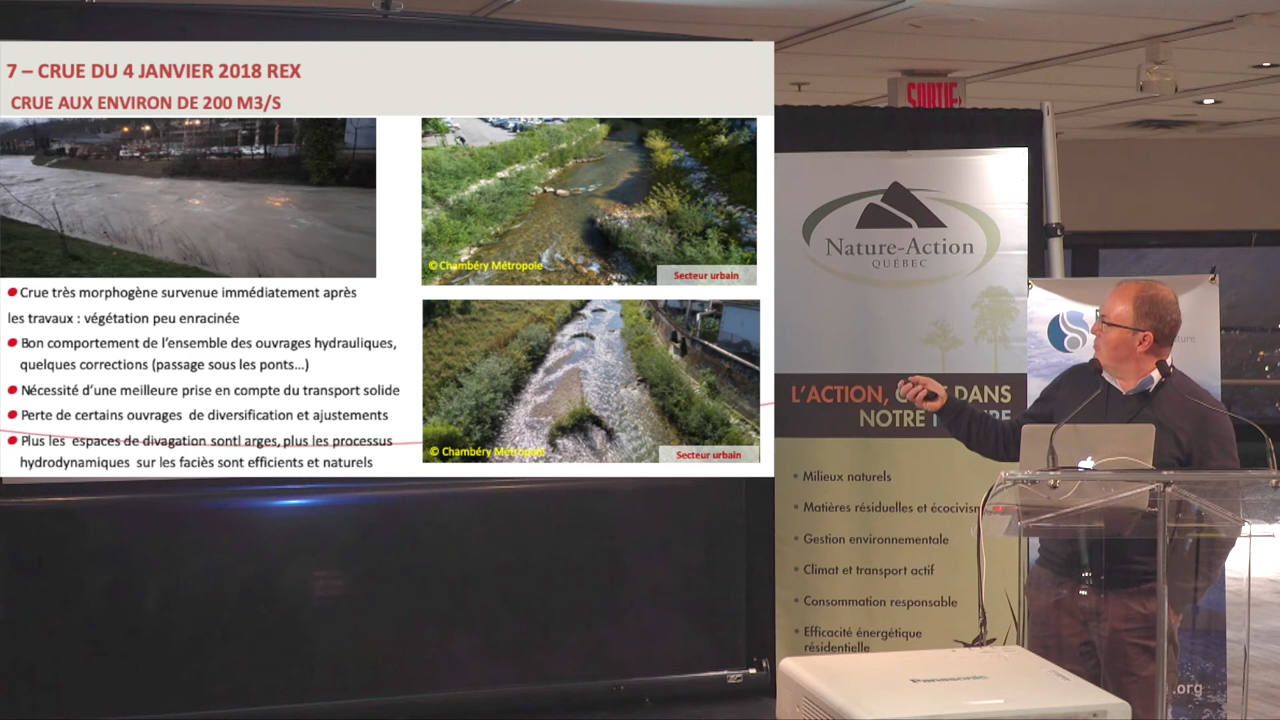 7 – CRUE DU 4 JANVIER 2018 REX
CRUE AUX ENVIRON DE 200 M3/S
© Chambéry Métropole
Secteur urbain
Crue très morphogène survenue immédiatement après
les travaux : végétation peu enracinée
Bon comportement de l'ensemble des ouvrages hydrauliques,
quelques corrections (passage sous les ponts...)
Nécessité d'une meilleure prise en compte du transport solide
Perte de certains ouvrages de diversification et ajustements
Plus les espaces de divagation sontl arges, plus les processus
hydrodynamiques sur les faciès sont efficients et naturels
© Chambéry Métropole
Secteur urbain
SORTIE
Nature-Action
QUÉBEC
L'ACTION, DANS
NOTRE
• Milieux naturels
• Matières résiduelles et écocivism
• Gestion environnementale
• Climat et transport actif
• Consommation responsable
• Efficacité énergétique
résidentielle
ture
.org
Panasonic